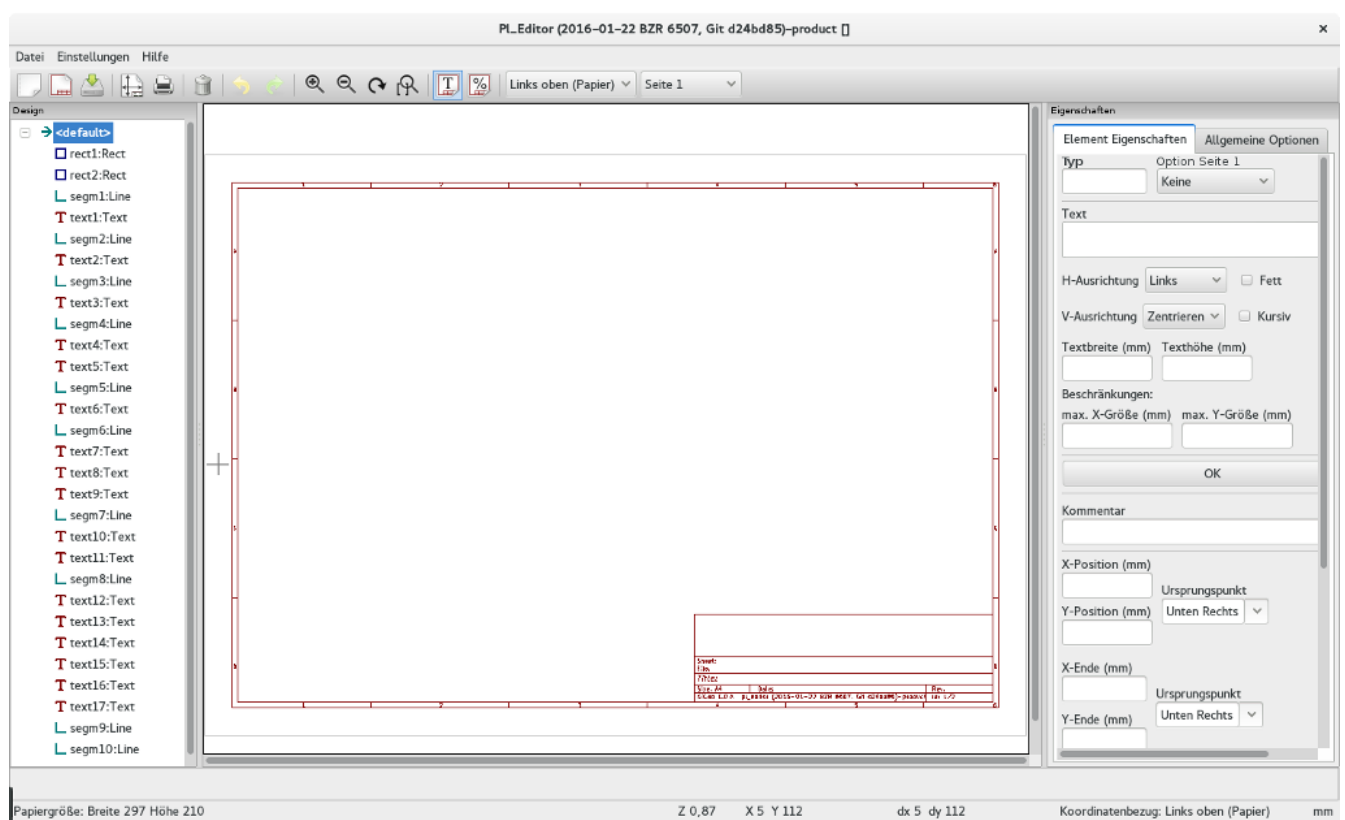 Pl_Editor (2016-01-22 BZR 6507, Git d24bd85)-product []
Datei Einstellungen Hilfe
Links oben (Papier) Seite 1
Design
<default>
rect1:Rect
rect2:Rect
segm1:Line
text1:Text
segm2:Line
text2:Text
segm3:Line
text3:Text
segm4:Line
text4:Text
text5:Text
segm5:Line
text6:Text
segm6:Line
text7:Text
text8:Text
text9:Text
segm7:Line
text10:Text
text11:Text
segm8:Line
text12:Text
text13:Text
text14:Text
text15:Text
text16:Text
text17:Text
segm9:Line
segm10:Line
Sheet:
File:
Title:
Size: A4 Date: Rev:
Eigenschaften
Element Eigenschaften Allgemeine Optionen
Typ Option Seite 1
Keine
Text
H-Ausrichtung Links Fett
V-Ausrichtung Zentrieren Kursiv
Textbreite (mm) Texthöhe (mm)
Beschränkungen:
max. X-Größe (mm) max. Y-Größe (mm)
OK
Kommentar
X-Position (mm)
Ursprungspunkt
Y-Position (mm) Unten Rechts
X-Ende (mm)
Ursprungspunkt
Y-Ende (mm) Unten Rechts
Papiergröße: Breite 297 Höhe 210 Z 0,87 X 5 Y 112 dx 5 dy 112 Koordinatenbezug: Links oben (Papier) mm